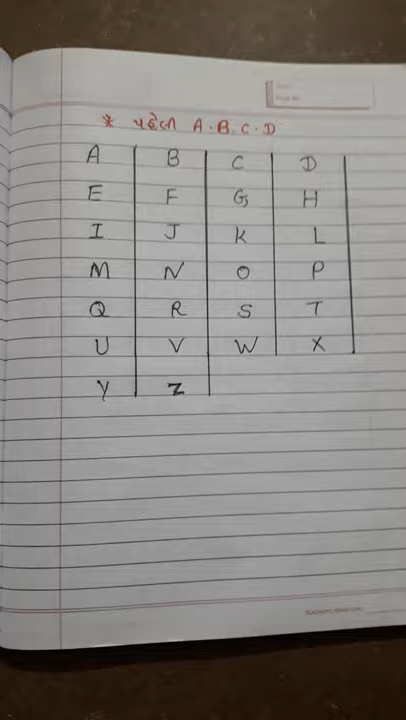 * પહેલી A.B.C.D
A B C D
E F G H
I J K L
M N O P
Q R S T
U V W X
Y Z